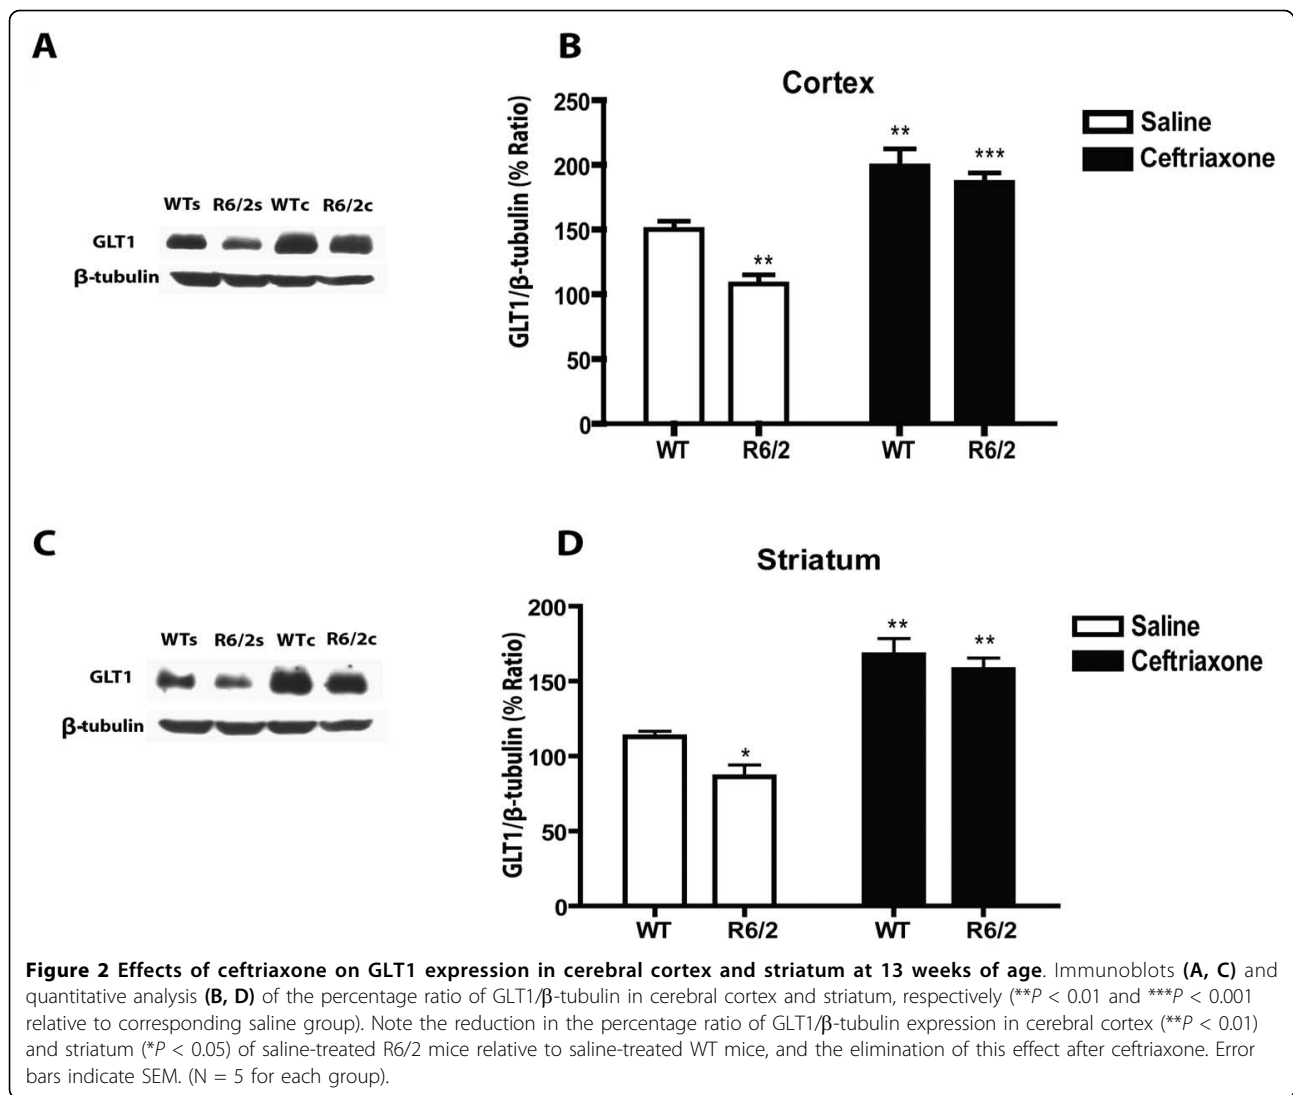 A
WTs R6/2s WTc R6/2c
GLT1
β-tubulin
B
Cortex
GLT1/β-tubulin (% Ratio)
250
200
150
100
50
0
**
**
***
WT R6/2 WT R6/2
Saline
Ceftriaxone
C
WTs R6/2s WTc R6/2c
GLT1
β-tubulin
D
Striatum
GLT1/β-tubulin (% Ratio)
200
150
100
50
0
*
**
**
WT R6/2 WT R6/2
Saline
Ceftriaxone
Figure 2 Effects of ceftriaxone on GLT1 expression in cerebral cortex and striatum at 13 weeks of age. Immunoblots (A, C) and
quantitative analysis (B, D) of the percentage ratio of GLT1/β-tubulin in cerebral cortex and striatum, respectively (**P < 0.01 and ***P < 0.001
relative to corresponding saline group). Note the reduction in the percentage ratio of GLT1/β-tubulin expression in cerebral cortex (**P < 0.01)
and striatum (*P < 0.05) of saline-treated R6/2 mice relative to saline-treated WT mice, and the elimination of this effect after ceftriaxone. Error
bars indicate SEM. (N = 5 for each group).